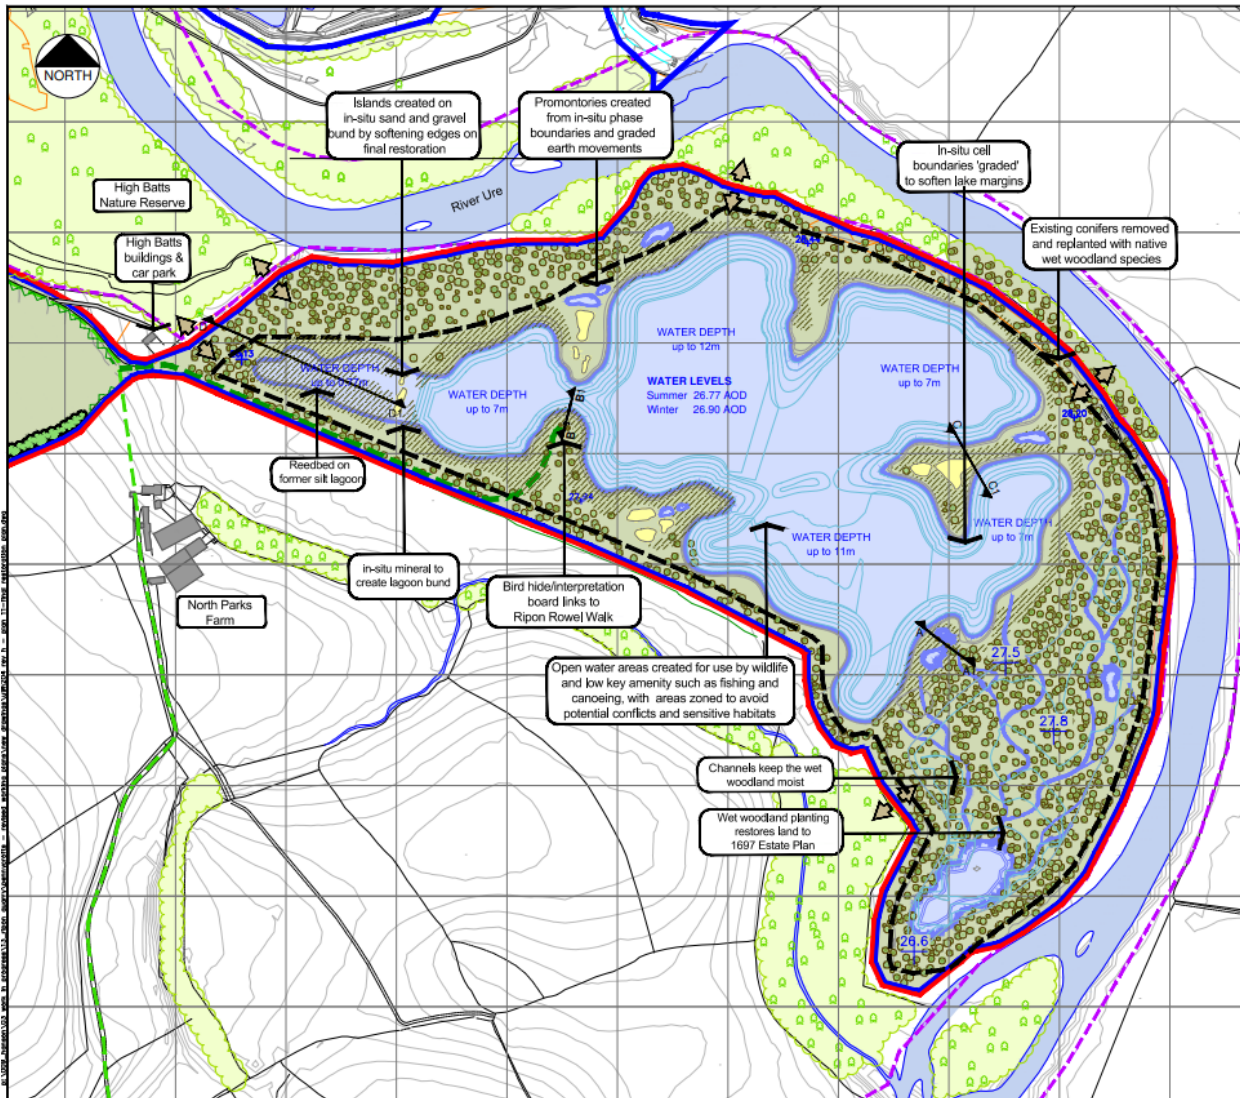 NORTH
Islands created on
in-situ sand and gravel
bund by softening edges on
final restoration
Promontories created
from in-situ phase
boundaries and graded
earth movements
In-situ cell
boundaries 'graded'
to soften lake margins
High Batts
Nature Reserve
River Ure
High Batts
buildings &
car park
Existing conifers removed
and replanted with native
wet woodland species
WATER DEPTH
up to 12m
WATER DEPTH
WATER DEPTH
up to 7m
WATER LEVELS
Summer 26.77 AOD
Winter 26.90 AOD
WATER DEPTH
up to 7m
B1
B
D1
C
C1
28.20
Reedbed on
former silt lagoon
27.94
WATER DEPTH
up to 11m
WATER DEPTH
up to 7m
in-situ mineral to
create lagoon bund
Bird hide/interpretation
board links to
Ripon Rowel Walk
North Parks
Farm
A
Open water areas created for use by wildlife
and low key amenity such as fishing and
canoeing, with areas zoned to avoid
potential conflicts and sensitive habitats
27.5
27.8
Channels keep the wet
woodland moist
Wet woodland planting
restores land to
1697 Estate Plan
26.6